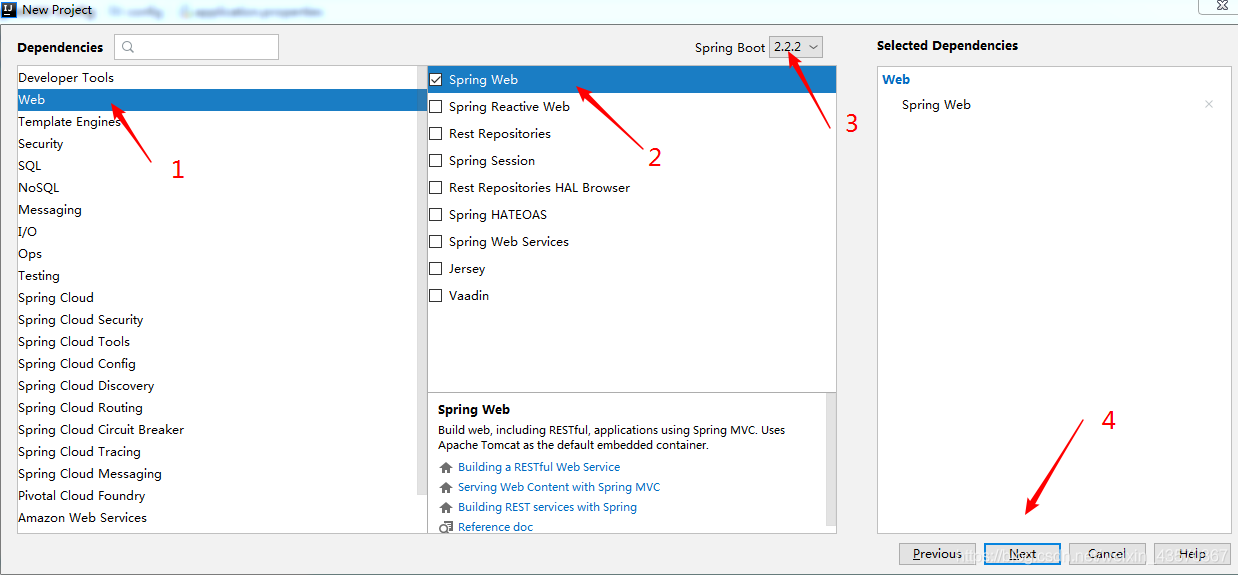 New Project
Dependencies
Spring Boot 2.2.2
Selected Dependencies
Developer Tools
Web
Template Engines
Security
SQL
NoSQL
Messaging
I/O
Ops
Testing
Spring Cloud
Spring Cloud Security
Spring Cloud Tools
Spring Cloud Config
Spring Cloud Discovery
Spring Cloud Routing
Spring Cloud Circuit Breaker
Spring Cloud Tracing
Spring Cloud Messaging
Pivotal Cloud Foundry
Amazon Web Services
1
Spring Web
Spring Reactive Web
Rest Repositories
Spring Session
Rest Repositories HAL Browser
Spring HATEOAS
Spring Web Services
Jersey
Vaadin
2
3
Spring Web
Build web, including RESTful, applications using Spring MVC. Uses
Apache Tomcat as the default embedded container.
Building a RESTful Web Service
Serving Web Content with Spring MVC
Building REST services with Spring
Reference doc
Web
Spring Web
4
Previous
Next
Cancel
Help